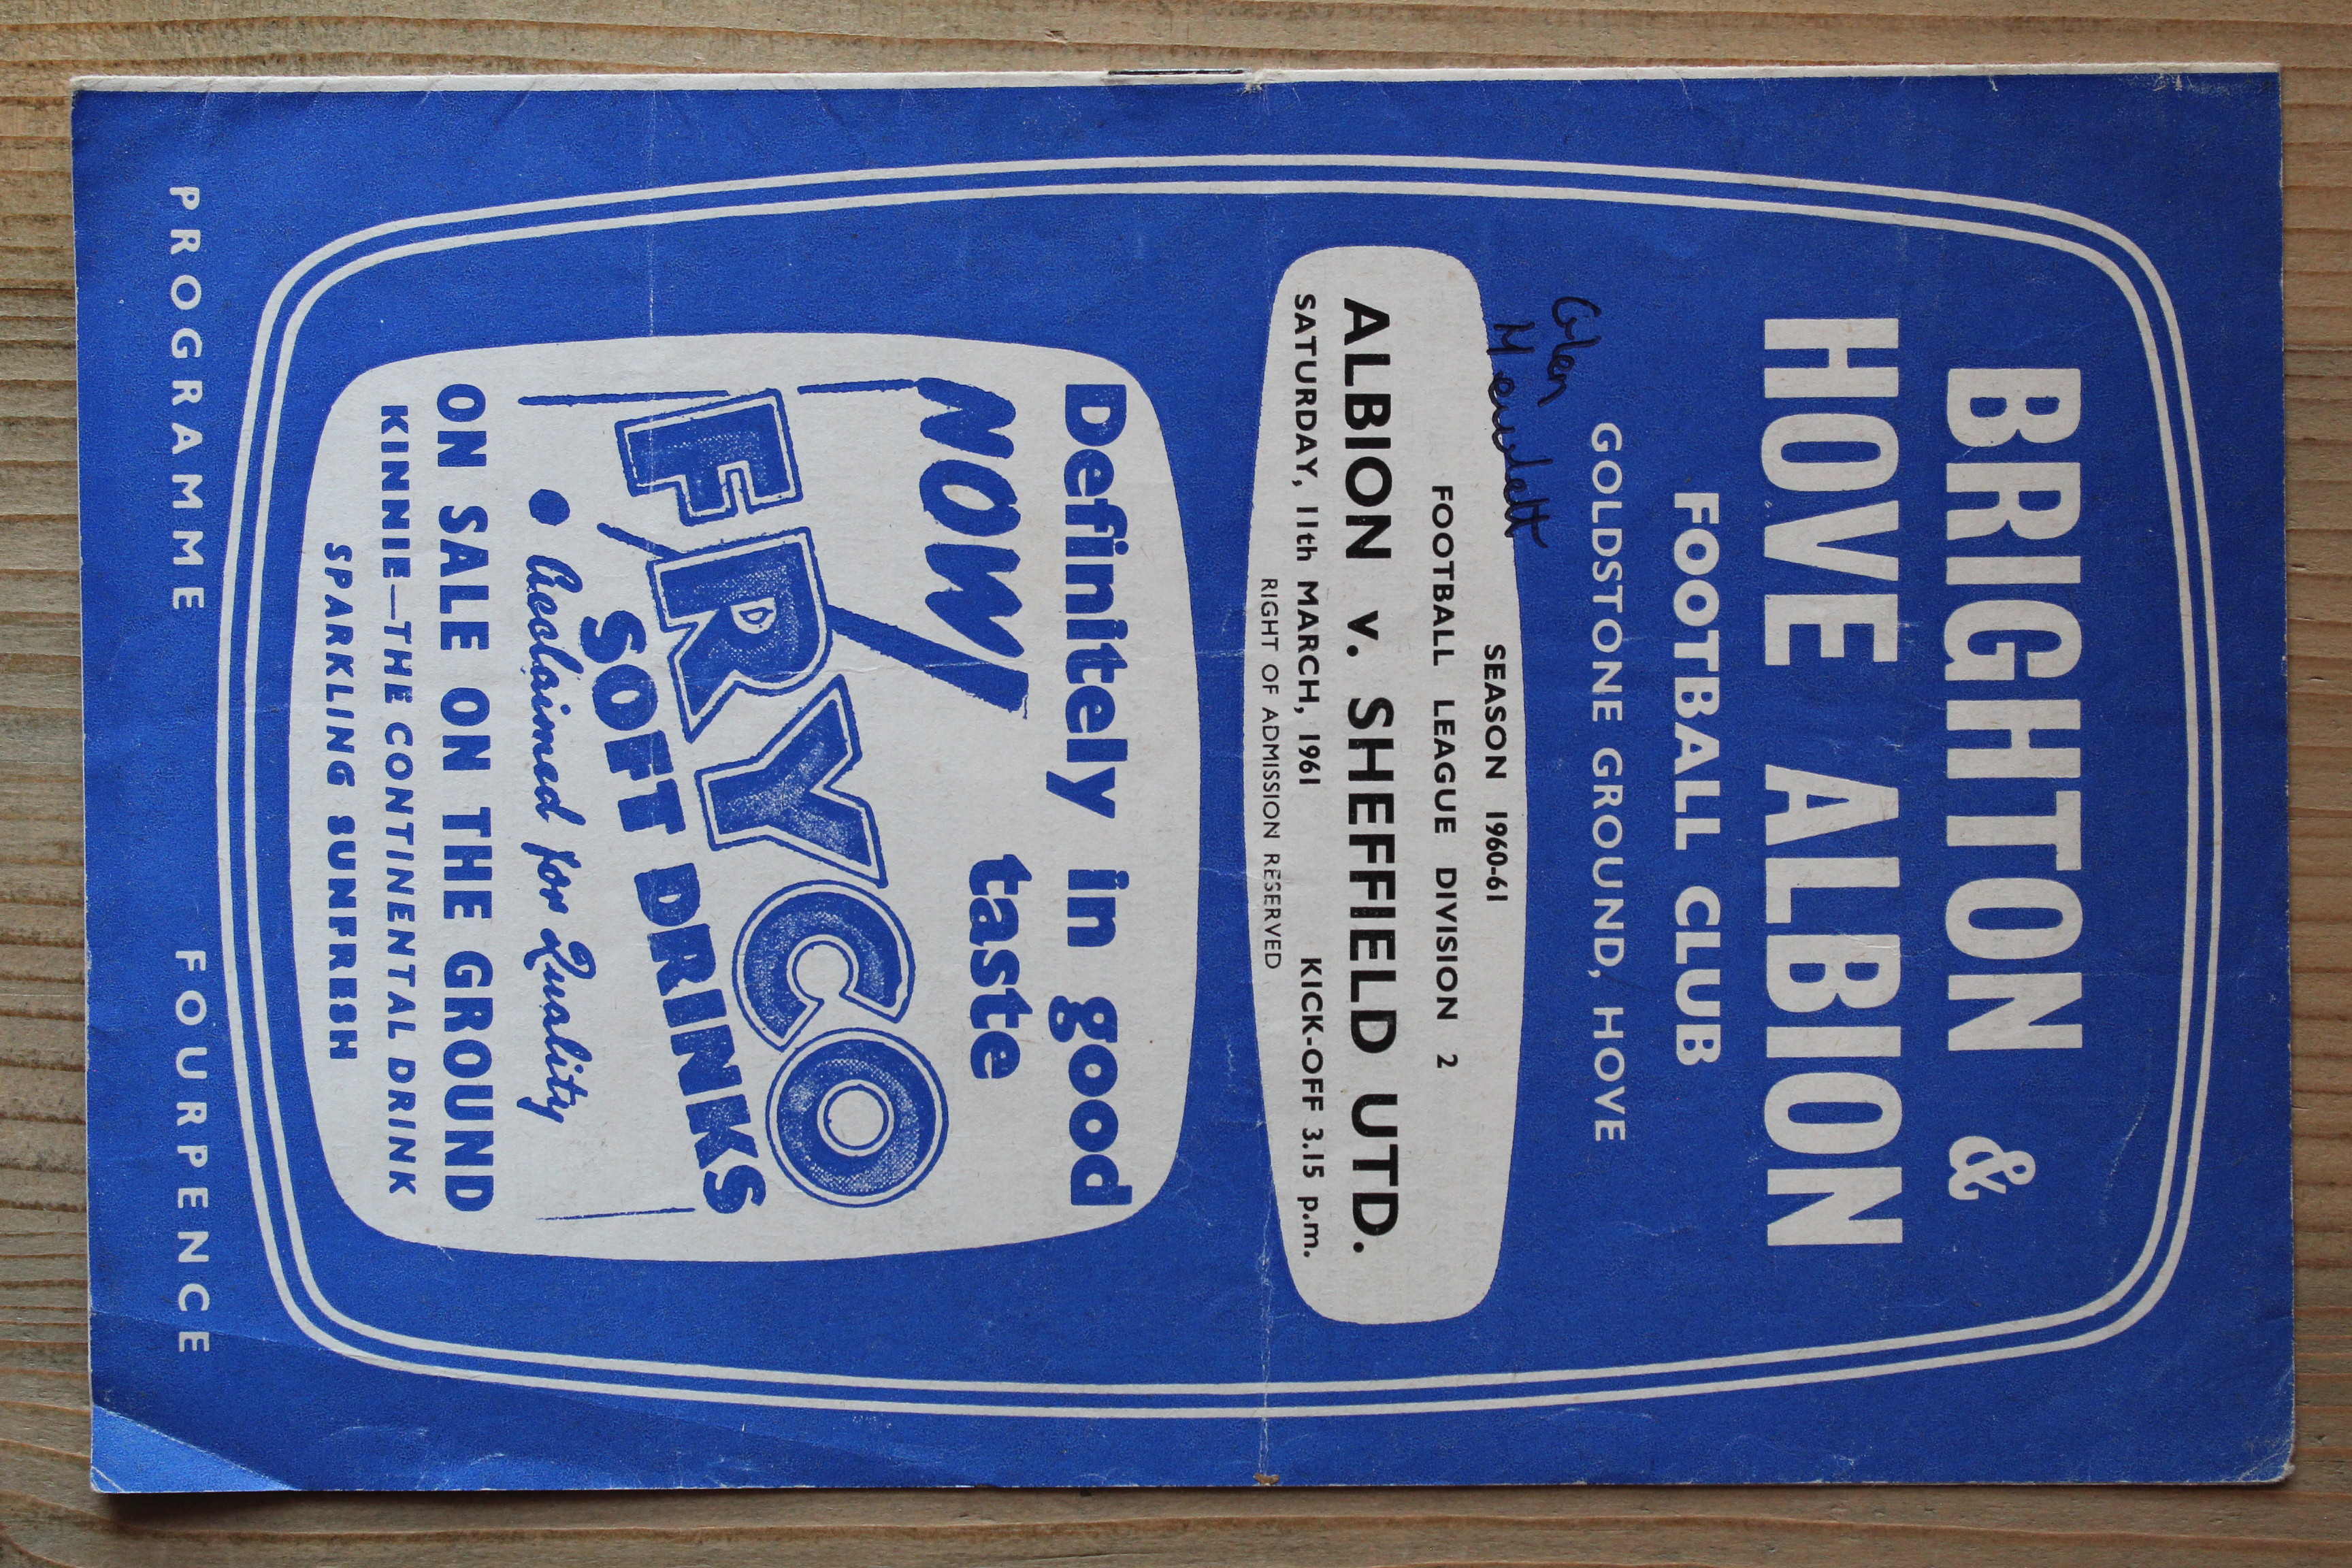 BRIGHTON &
HOVE ALBION
FOOTBALL CLUB
GOLDSTONE GROUND, HOVE
Glen
SEASON 1960-61
FOOTBALL LEAGUE DIVISION 2
ALBION v. SHEFFIELD UTD.
SATURDAY, 11th MARCH, 1961 KICK-OFF 3.15 p.m.
RIGHT OF ADMISSION RESERVED
Definitely in good
taste
NOW
FRYCO
SOFT DRINKS
● Acclaimed for Quality
ON SALE ON THE GROUND
KINNIE—THE CONTINENTAL DRINK
SPARKLING SUNFRESH
PROGRAMME FOURPENCE